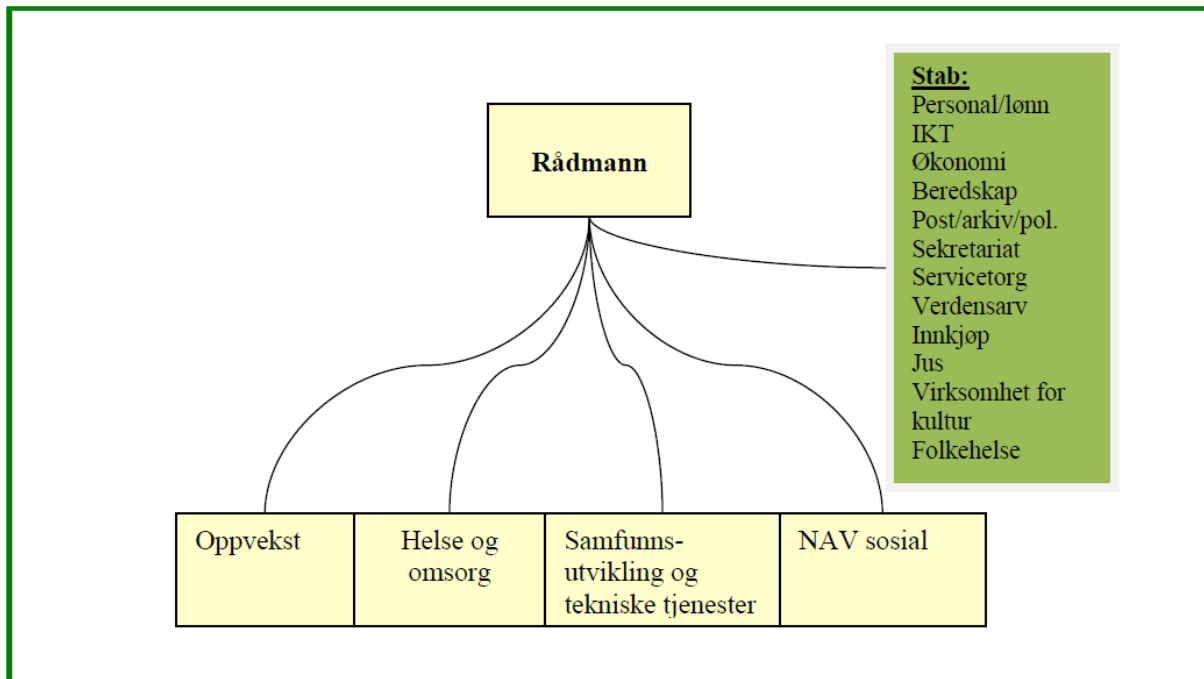 Rådmann
Stab:
Personal/lønn
IKT
Økonomi
Beredskap
Post/arkiv/pol.
Sekretariat
Servicetorg
Verdensarv
Innkjøp
Jus
Virksomhet for
kultur
Folkehelse
Oppvekst
Helse og
omsorg
Samfunns-
utvikling og
tekniske tjenester
NAV sosial